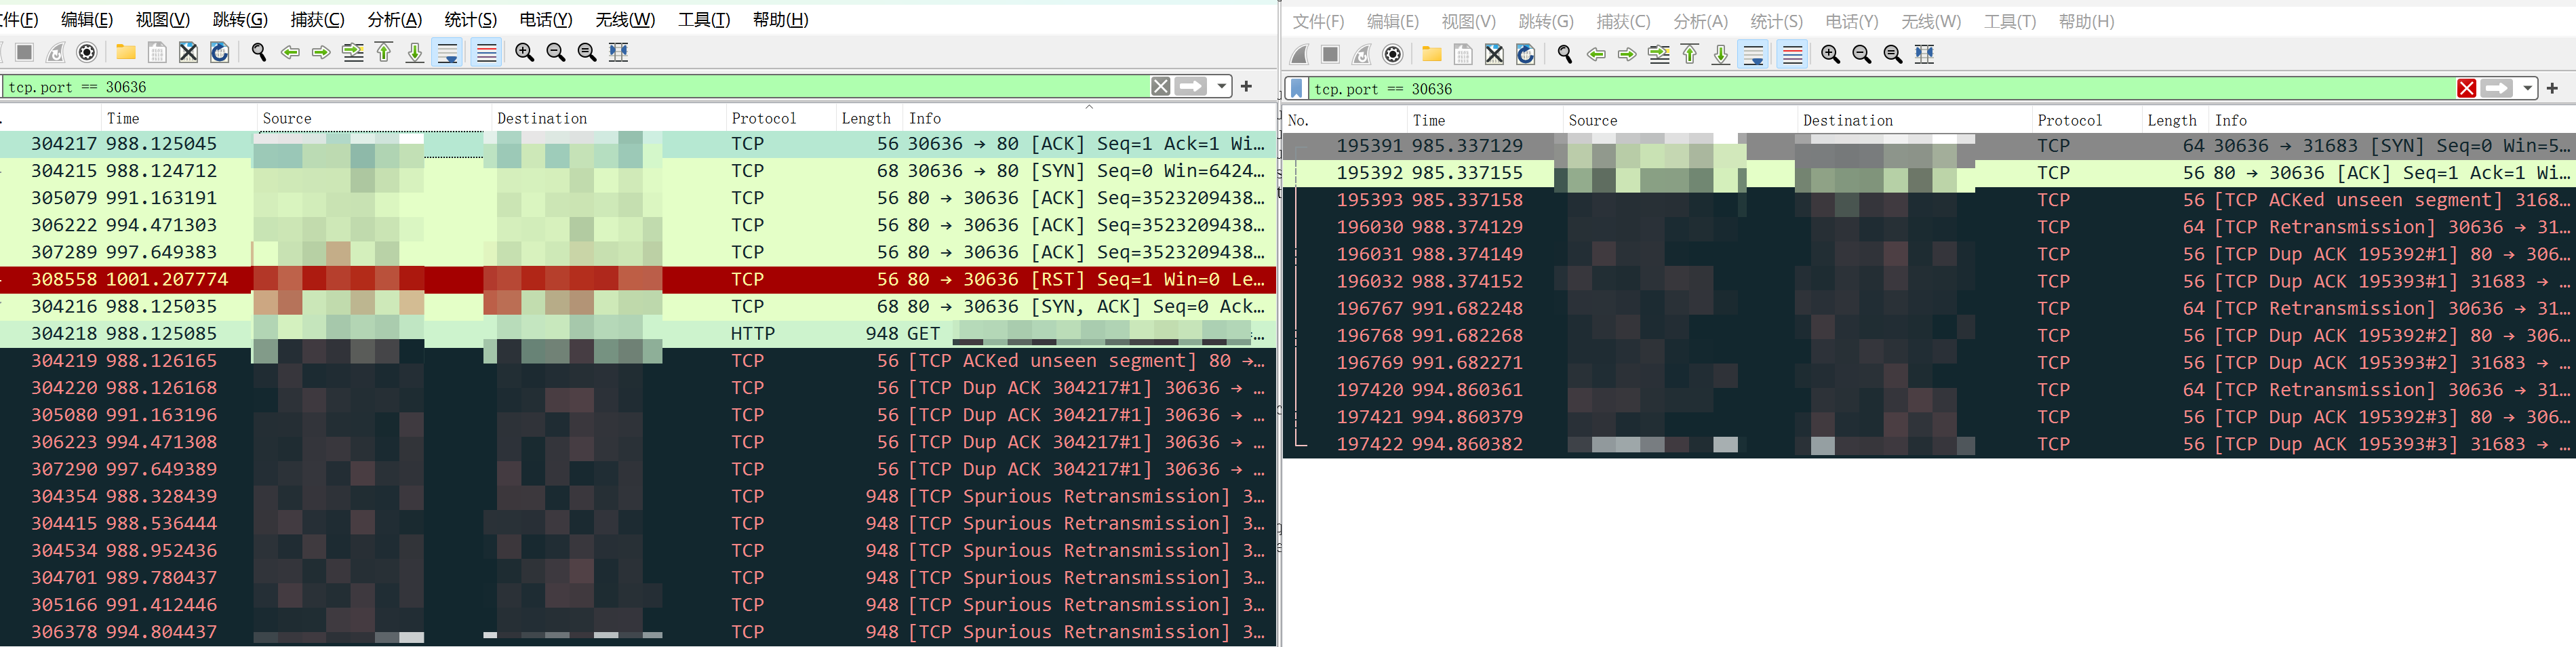 文件(F) 编辑(E) 视图(V) 跳转(G) 捕获(C) 分析(A) 统计(S) 电话(Y) 无线(W) 工具(T) 帮助(H)
tcp.port == 30636
Time Source Destination Protocol Length Info
304217 988.125045 TCP 56 30636 → 80 [ACK] Seq=1 Ack=1 Wi…
304215 988.124712 TCP 68 30636 → 80 [SYN] Seq=0 Win=6424…
305079 991.163191 TCP 56 80 → 30636 [ACK] Seq=3523209438…
306222 994.471303 TCP 56 80 → 30636 [ACK] Seq=3523209438…
307289 997.649383 TCP 56 80 → 30636 [ACK] Seq=3523209438…
308558 1001.207774 TCP 56 80 → 30636 [RST] Seq=1 Win=0 Le…
304216 988.125035 TCP 68 80 → 30636 [SYN, ACK] Seq=0 Ack…
304218 988.125085 HTTP 948 GET …
304219 988.126165 TCP 56 [TCP ACKed unseen segment] 80 →…
304220 988.126168 TCP 56 [TCP Dup ACK 304217#1] 30636 → …
305080 991.163196 TCP 56 [TCP Dup ACK 304217#1] 30636 → …
306223 994.471308 TCP 56 [TCP Dup ACK 304217#1] 30636 → …
307290 997.649389 TCP 56 [TCP Dup ACK 304217#1] 30636 → …
304354 988.328439 TCP 948 [TCP Spurious Retransmission] 3…
304415 988.536444 TCP 948 [TCP Spurious Retransmission] 3…
304534 988.952436 TCP 948 [TCP Spurious Retransmission] 3…
304701 989.780437 TCP 948 [TCP Spurious Retransmission] 3…
305166 991.412446 TCP 948 [TCP Spurious Retransmission] 3…
306378 994.804437 TCP 948 [TCP Spurious Retransmission] 3…
文件(F) 编辑(E) 视图(V) 跳转(G) 捕获(C) 分析(A) 统计(S) 电话(Y) 无线(W) 工具(T) 帮助(H)
tcp.port == 30636
No. Time Source Destination Protocol Length Info
195391 985.337129 TCP 64 30636 → 31683 [SYN] Seq=0 Win=5…
195392 985.337155 TCP 56 80 → 30636 [ACK] Seq=1 Ack=1 Wi…
195393 985.337158 TCP 56 [TCP ACKed unseen segment] 3168…
196030 988.374129 TCP 64 [TCP Retransmission] 30636 → 31…
196031 988.374149 TCP 56 [TCP Dup ACK 195392#1] 80 → 306…
196032 988.374152 TCP 56 [TCP Dup ACK 195393#1] 31683 → …
196767 991.682248 TCP 64 [TCP Retransmission] 30636 → 31…
196768 991.682268 TCP 56 [TCP Dup ACK 195392#2] 80 → 306…
196769 991.682271 TCP 56 [TCP Dup ACK 195393#2] 31683 → …
197420 994.860361 TCP 64 [TCP Retransmission] 30636 → 31…
197421 994.860379 TCP 56 [TCP Dup ACK 195392#3] 80 → 306…
197422 994.860382 TCP 56 [TCP Dup ACK 195393#3] 31683 → …